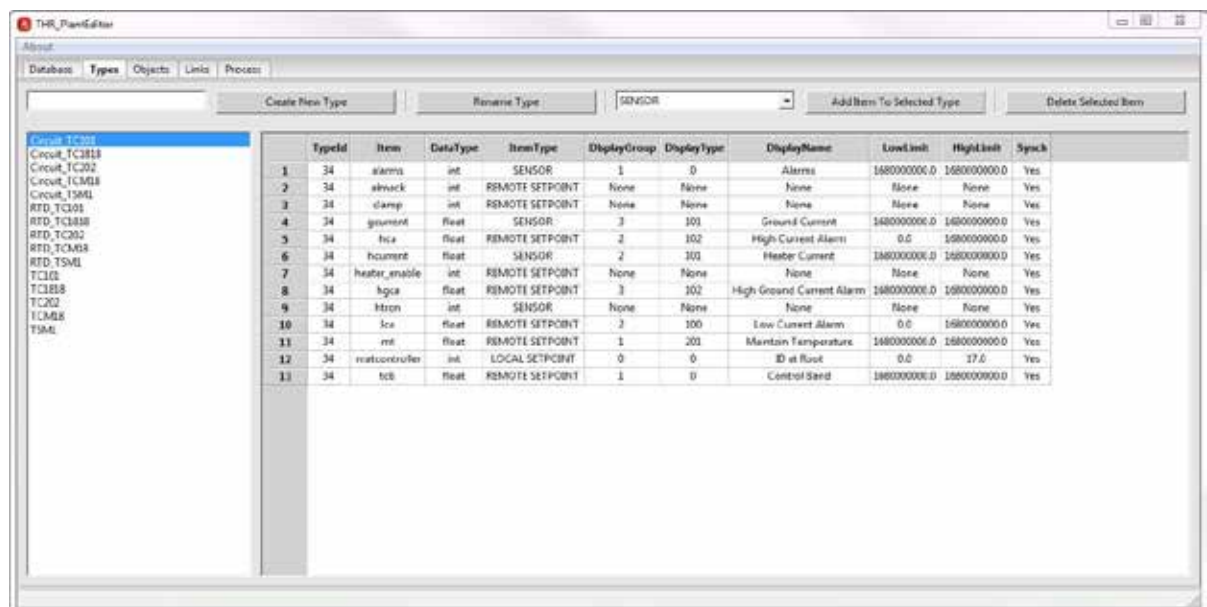 THR_PlantEditor
About
Database Types Objects Links Process
Create New Type Rename Type SENSOR Add Item To Selected Type Delete Selected Item
Circuit_TC101
Circuit_TC1818
Circuit_TC202
Circuit_TCM18
Circuit_TSM1
RTD_TC101
RTD_TC1818
RTD_TC202
RTD_TCM18
RTD_TSM1
TC101
TC1818
TC202
TCM18
TSM1
TypeId Item DataType ItemType DisplayGroup DisplayType DisplayName LowLimit HighLimit Synch
1 34 alarms int SENSOR 1 0 Alarms 1680000000.0 1680000000.0 Yes
2 34 almack int REMOTE SETPOINT None None None None None Yes
3 34 clamp int REMOTE SETPOINT None None None None None Yes
4 34 gcurrent float SENSOR 3 101 Ground Current 1680000000.0 1680000000.0 Yes
5 34 hca float REMOTE SETPOINT 2 102 High Current Alarm 0.0 1680000000.0 Yes
6 34 hcurrent float SENSOR 2 101 Heater Current 1680000000.0 1680000000.0 Yes
7 34 heater_enable int REMOTE SETPOINT None None None None None Yes
8 34 hgca float REMOTE SETPOINT 3 102 High Ground Current Alarm 1680000000.0 1680000000.0 Yes
9 34 htron int SENSOR None None None None None Yes
10 34 lca float REMOTE SETPOINT 2 100 Low Current Alarm 0.0 1680000000.0 Yes
11 34 mt float REMOTE SETPOINT 1 201 Maintain Temperature 1680000000.0 1680000000.0 Yes
12 34 int LOCAL SETPOINT 0 0 ID at Root 0.0 17.0 Yes
13 34 tcb float REMOTE SETPOINT 1 0 Control Band 1680000000.0 1680000000.0 Yes